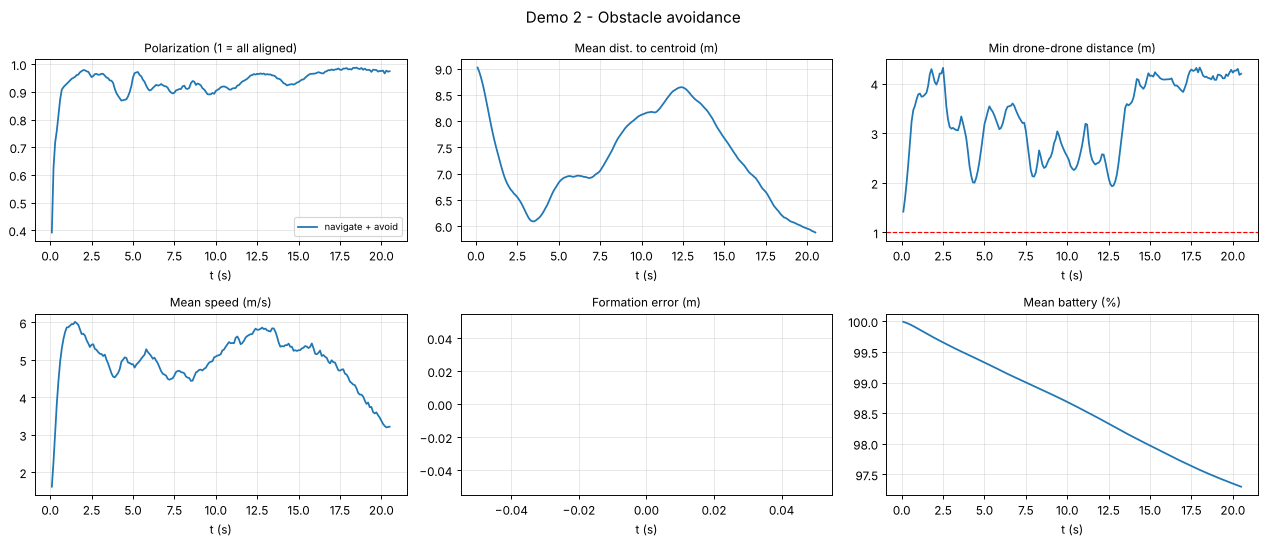 Demo 2 - Obstacle avoidance
Polarization (1 = all aligned)
1.0
0.9
0.8
0.7
0.6
0.5
0.4
navigate + avoid
0.0 2.5 5.0 7.5 10.0 12.5 15.0 17.5 20.0
t (s)
Mean dist. to centroid (m)
9.0
8.5
8.0
7.5
7.0
6.5
6.0
0.0 2.5 5.0 7.5 10.0 12.5 15.0 17.5 20.0
t (s)
Min drone-drone distance (m)
4
3
2
1
0.0 2.5 5.0 7.5 10.0 12.5 15.0 17.5 20.0
t (s)
Mean speed (m/s)
6
5
4
3
2
0.0 2.5 5.0 7.5 10.0 12.5 15.0 17.5 20.0
t (s)
Formation error (m)
0.04
0.02
0.00
−0.02
−0.04
−0.04 −0.02 0.00 0.02 0.04
t (s)
Mean battery (%)
100.0
99.5
99.0
98.5
98.0
97.5
0.0 2.5 5.0 7.5 10.0 12.5 15.0 17.5 20.0
t (s)